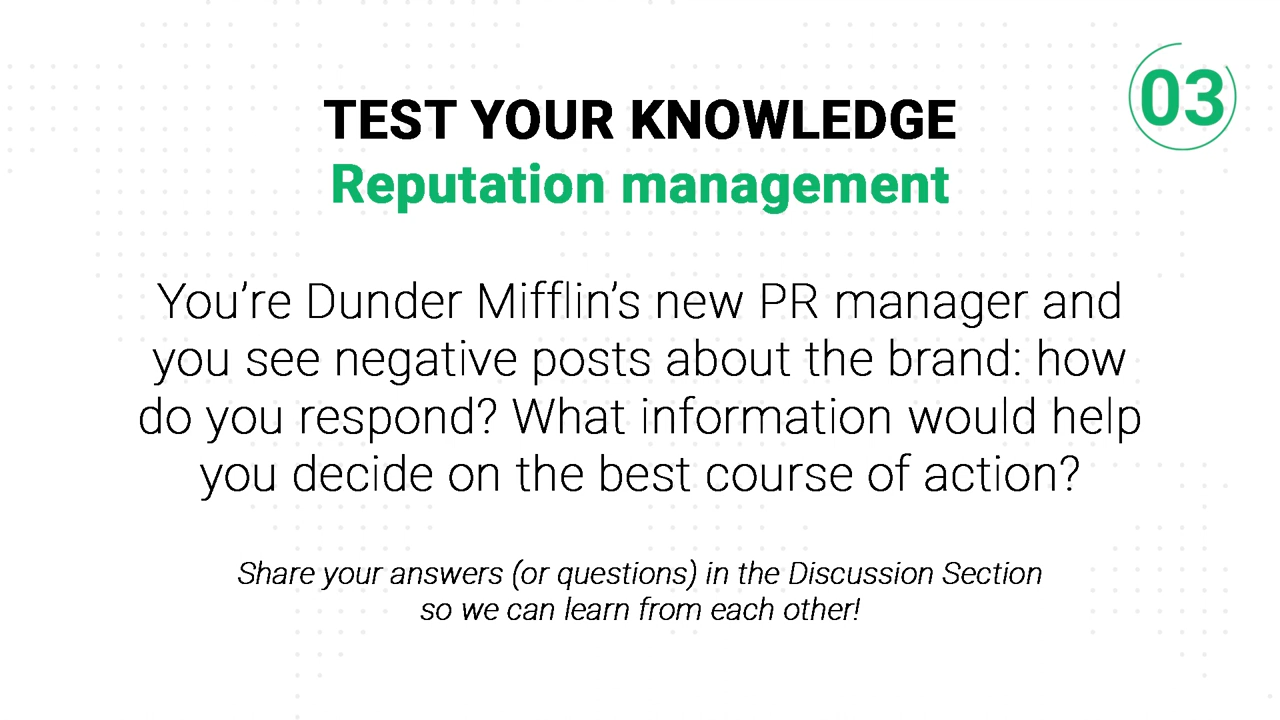 03
TEST YOUR KNOWLEDGE
Reputation management
You’re Dunder Mifflin’s new PR manager and
you see negative posts about the brand: how
do you respond? What information would help
you decide on the best course of action?
Share your answers (or questions) in the Discussion Section
so we can learn from each other!